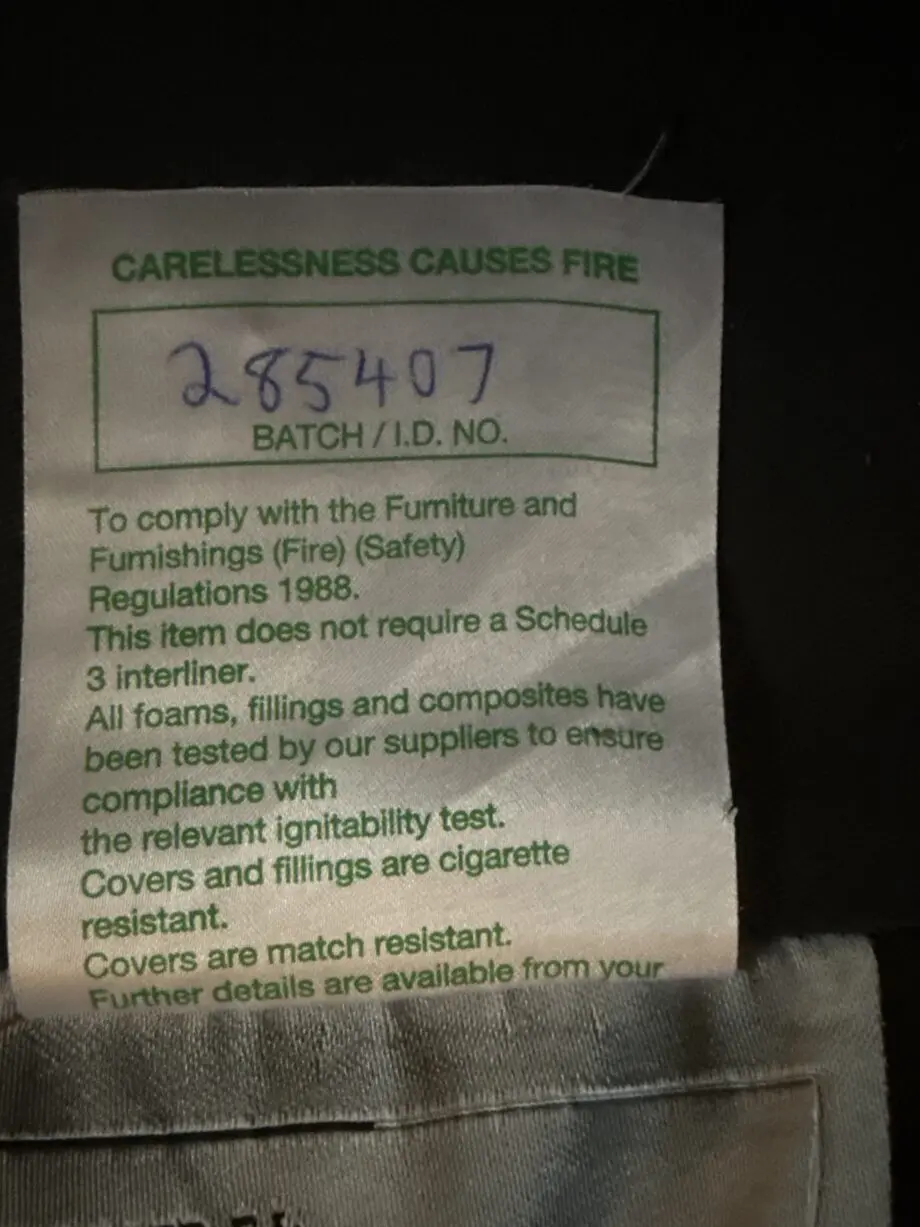 CARELESSNESS CAUSES FIRE
285407
BATCH / I.D. NO.
To comply with the Furniture and
Furnishings (Fire) (Safety)
Regulations 1988.
This item does not require a Schedule
3 interliner.
All foams, fillings and composites have
been tested by our suppliers to ensure
compliance with
the relevant ignitability test.
Covers and fillings are cigarette
resistant.
Covers are match resistant.
Further details are available from your